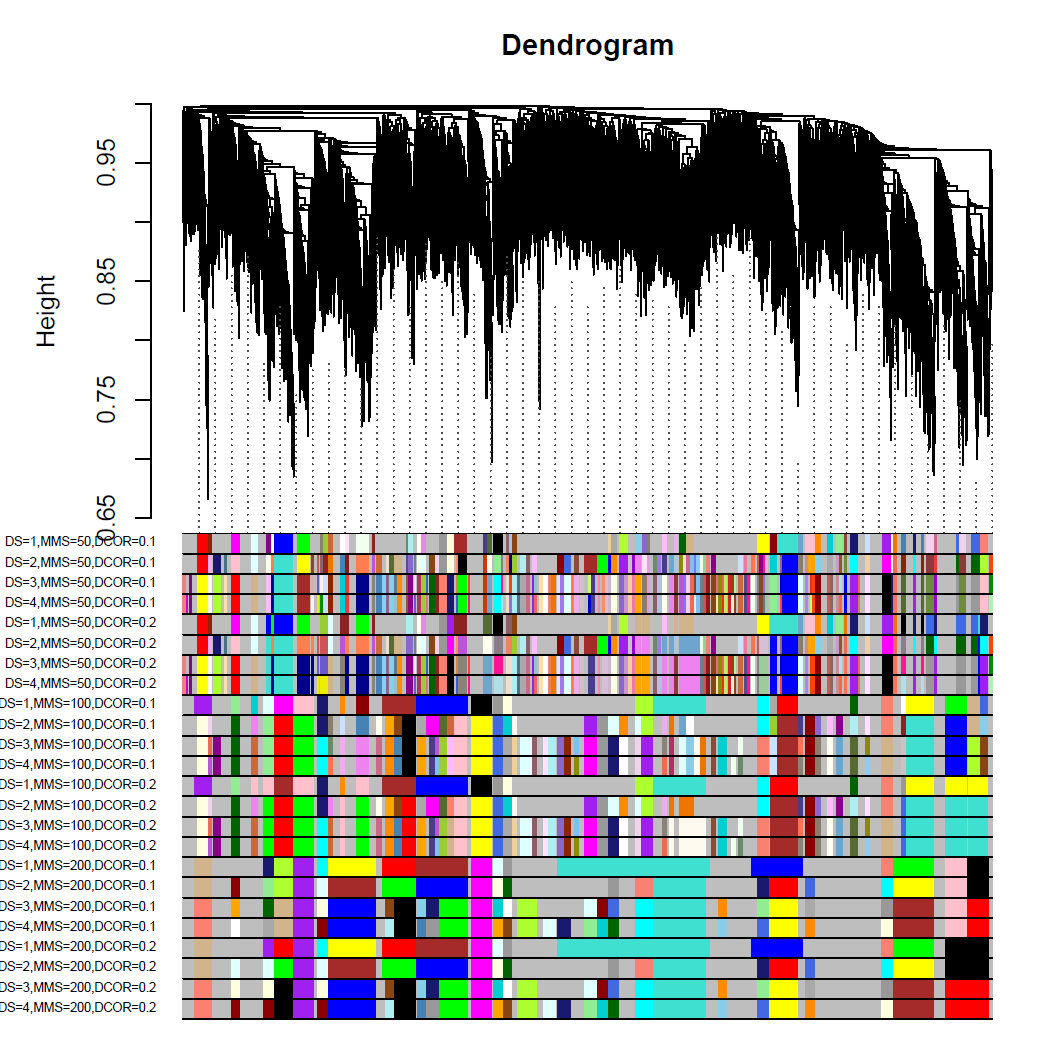 Dendrogram
Height
0.95
0.85
0.75
0.65
DS=1,MMS=50,DCOR=0.1
DS=2,MMS=50,DCOR=0.1
DS=3,MMS=50,DCOR=0.1
DS=4,MMS=50,DCOR=0.1
DS=1,MMS=50,DCOR=0.2
DS=2,MMS=50,DCOR=0.2
DS=3,MMS=50,DCOR=0.2
DS=4,MMS=50,DCOR=0.2
DS=1,MMS=100,DCOR=0.1
DS=2,MMS=100,DCOR=0.1
DS=3,MMS=100,DCOR=0.1
DS=4,MMS=100,DCOR=0.1
DS=1,MMS=100,DCOR=0.2
DS=2,MMS=100,DCOR=0.2
DS=3,MMS=100,DCOR=0.2
DS=4,MMS=100,DCOR=0.2
DS=1,MMS=200,DCOR=0.1
DS=2,MMS=200,DCOR=0.1
DS=3,MMS=200,DCOR=0.1
DS=4,MMS=200,DCOR=0.1
DS=1,MMS=200,DCOR=0.2
DS=2,MMS=200,DCOR=0.2
DS=3,MMS=200,DCOR=0.2
DS=4,MMS=200,DCOR=0.2